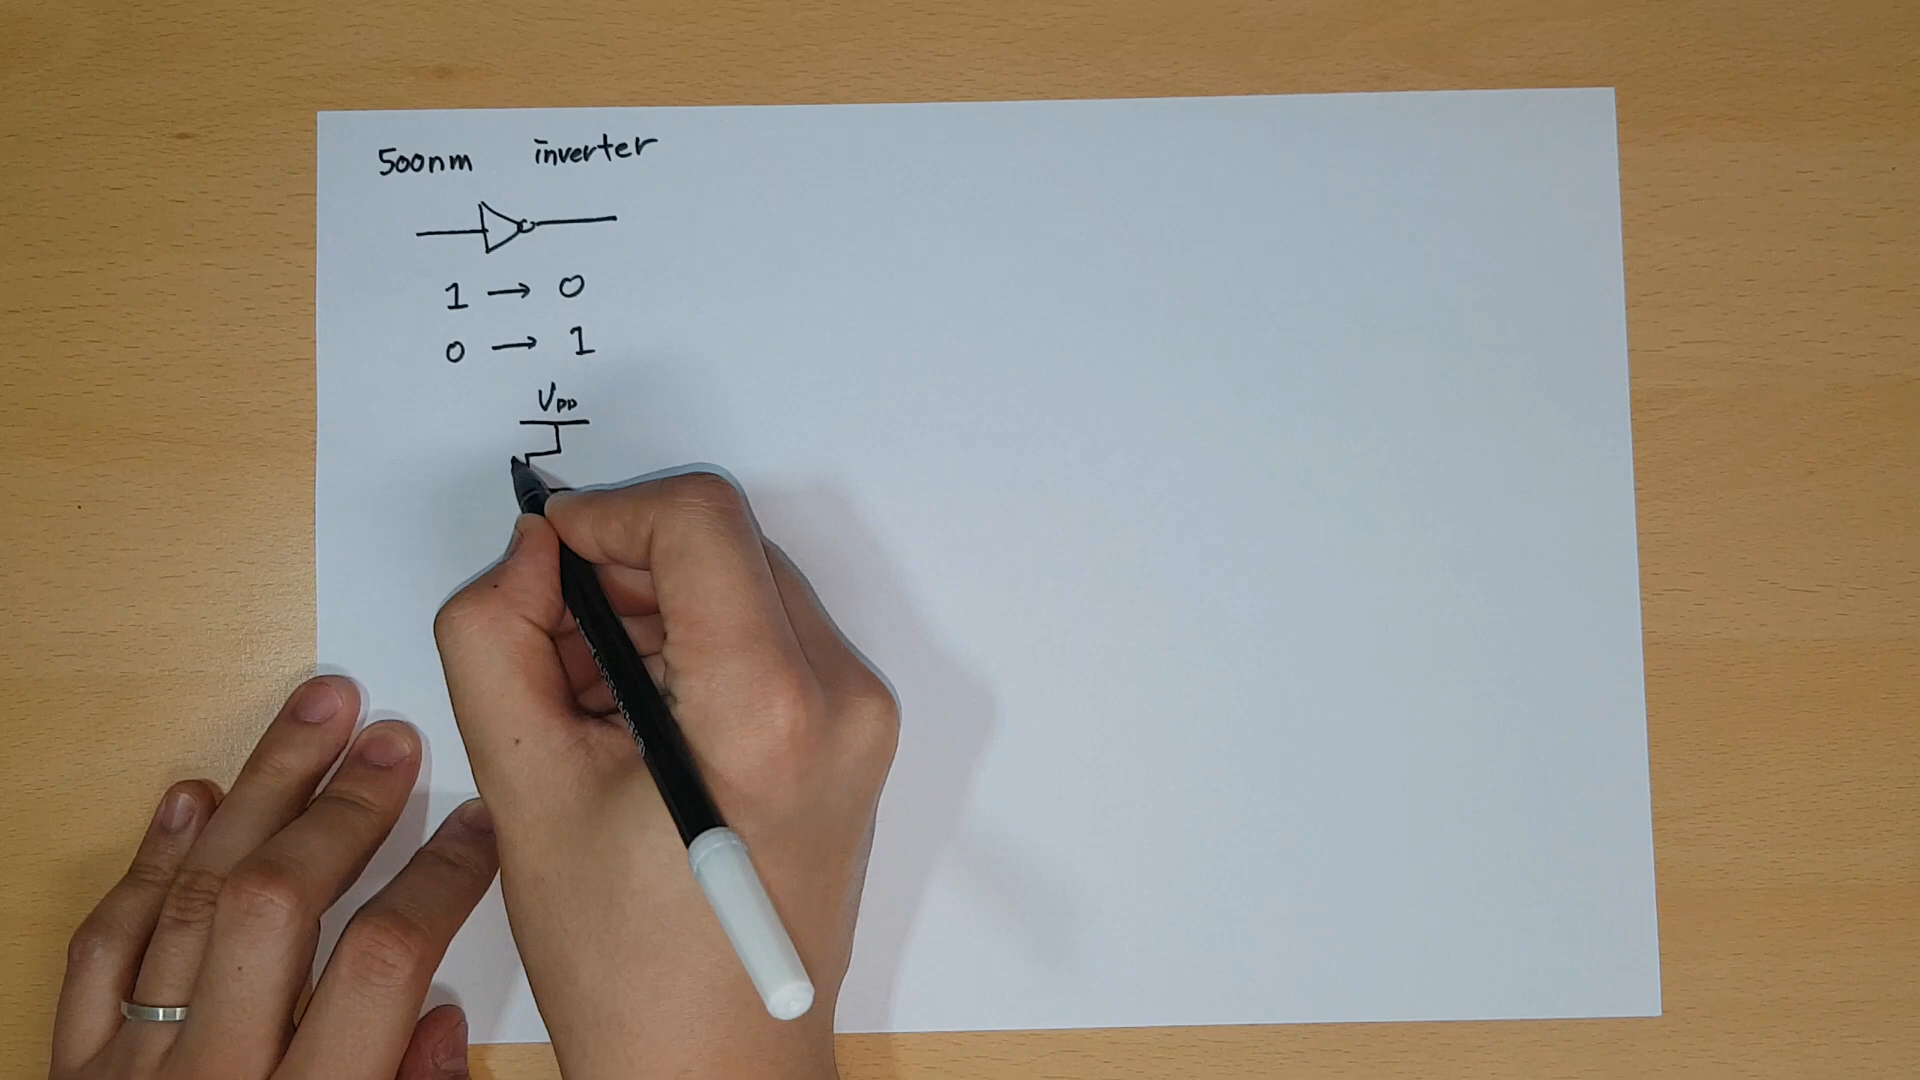 500nm inverter
1 → 0
0 → 1
VDD